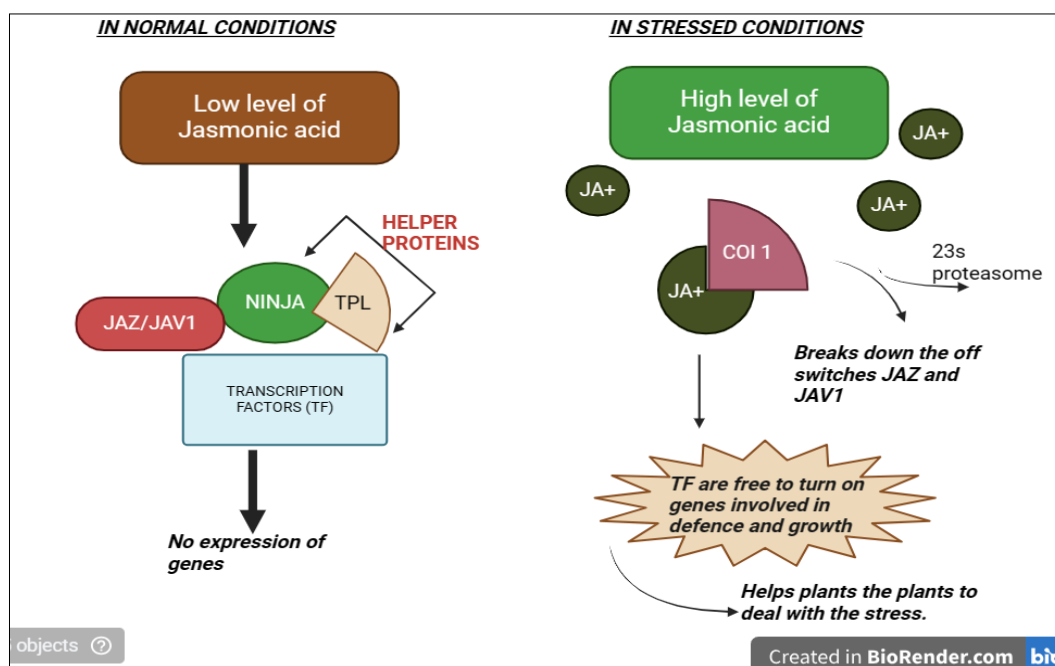 IN NORMAL CONDITIONS
Low level of
Jasmonic acid
HELPER
PROTEINS
NINJA
TPL
JAZ/JAV1
TRANSCRIPTION
FACTORS (TF)
No expression of
genes
IN STRESSED CONDITIONS
High level of
Jasmonic acid
JA+
JA+
JA+
COI 1
JA+
23s
proteasome
Breaks down the off
switches JAZ and
JAV1
TF are free to turn on
genes involved in
defence and growth
Helps plants the plants to
deal with the stress.
objects ?
Created in BioRender.com